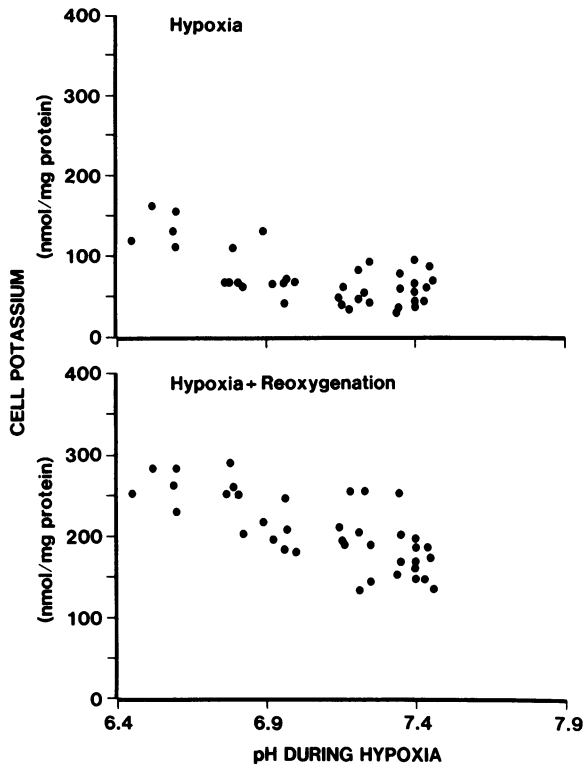 400
Hypoxia
300
200
100
0
(nmol/mg protein)
CELL POTASSIUM
400
Hypoxia + Reoxygenation
300
200
100
0
(nmol/mg protein)
6.4 6.9 7.4 7.9
pH DURING HYPOXIA